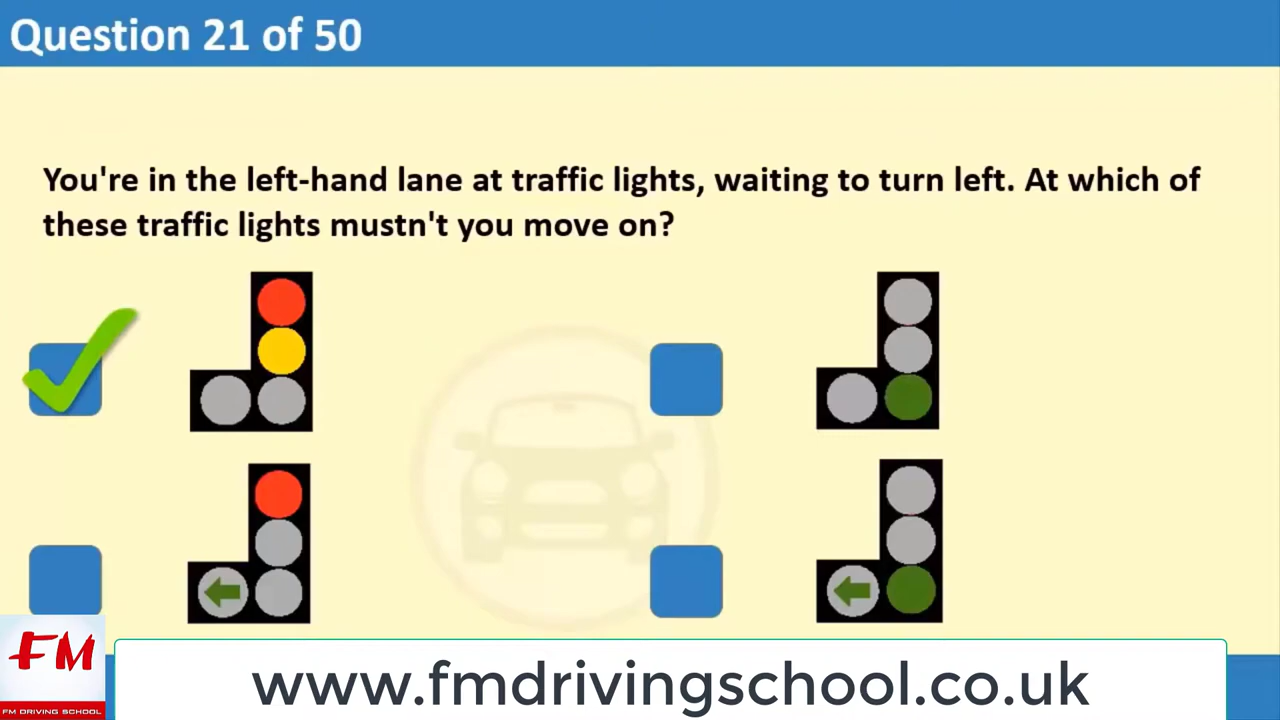 Question 21 of 50
You're in the left-hand lane at traffic lights, waiting to turn left. At which of
these traffic lights mustn't you move on?
FM
FM DRIVING SCHOOL
www.fmdrivingschool.co.uk